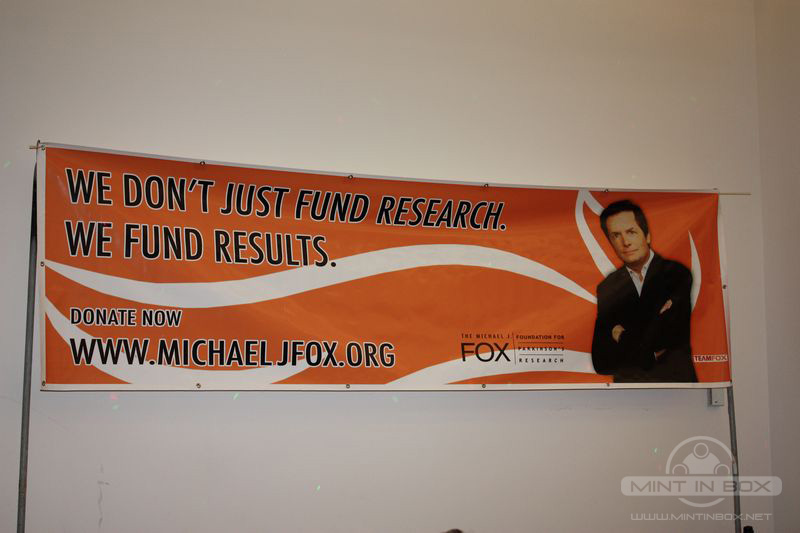 WE DON'T JUST FUND RESEARCH.
WE FUND RESULTS.
DONATE NOW
WWW.MICHAELJFOX.ORG
THE MICHAEL J.
FOX
FOUNDATION FOR
PARKINSON'S
RESEARCH
TEAMFOX
MINT IN BOX
WWW.MINTINBOX.NET